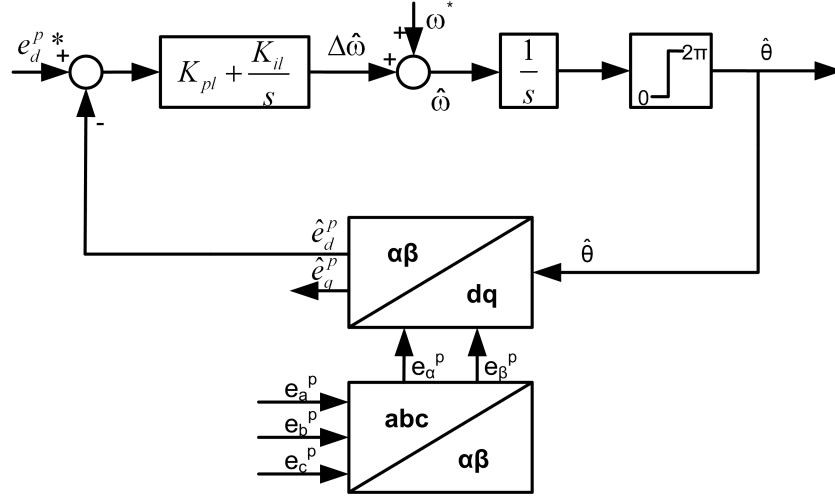 e_d^p *
+
-
K_pl + K_il / s
Δω̂
ω*
+
+
ω̂
1 / s
2π
0
θ̂
ê_d^p
ê_q^p
αβ
dq
θ̂
e_α^p
e_β^p
e_a^p
e_b^p
e_c^p
abc
αβ